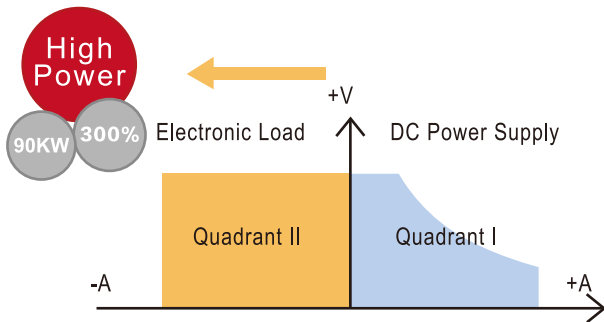 High
Power
90KW
300%
+V
Electronic Load
DC Power Supply
Quadrant II
Quadrant I
-A
+A